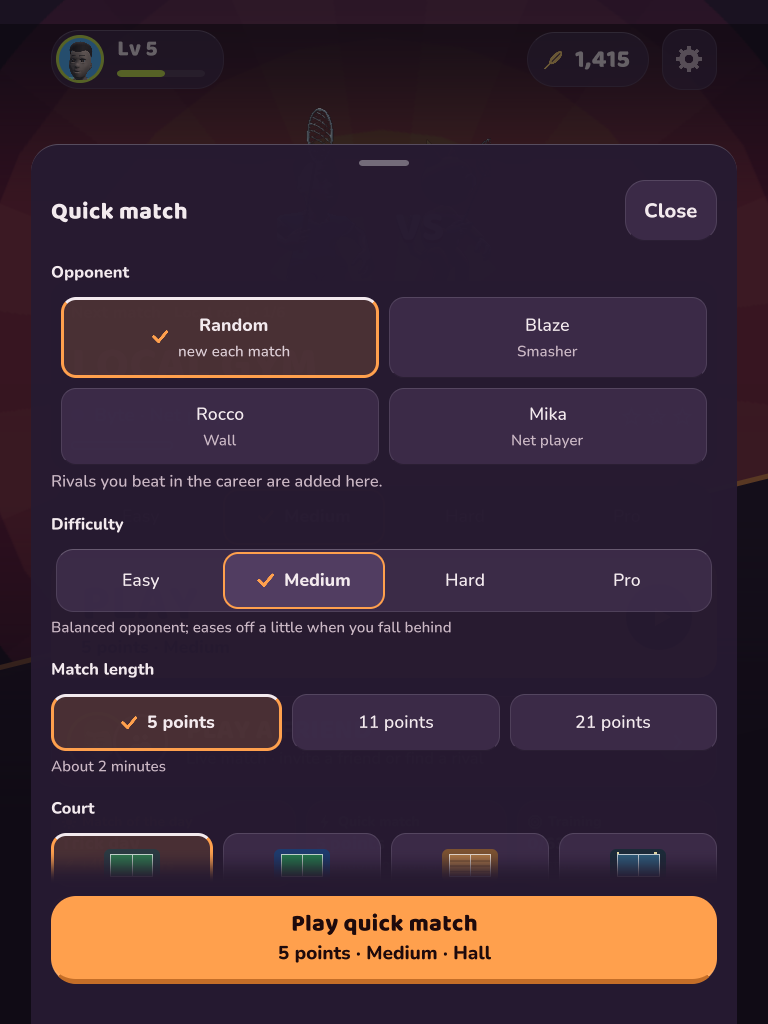 Lv 5
1,415
Quick match
Close
Opponent
Random
new each match
Blaze
Smasher
Rocco
Wall
Mika
Net player
Rivals you beat in the career are added here.
Difficulty
Easy
Medium
Hard
Pro
Balanced opponent; eases off a little when you fall behind
Match length
5 points
11 points
21 points
About 2 minutes
Court
Play quick match
5 points · Medium · Hall